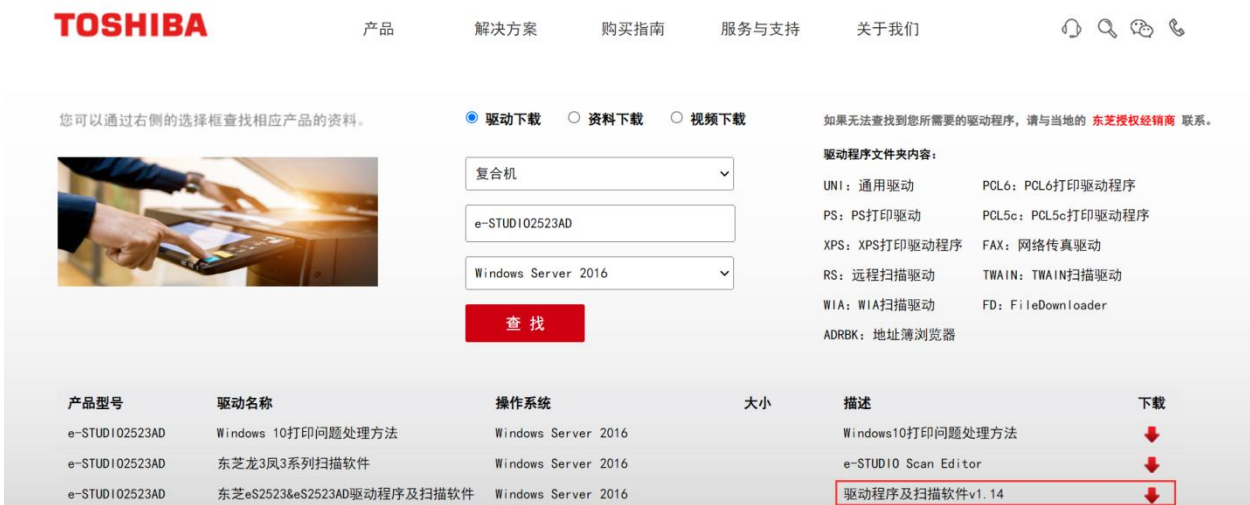 TOSHIBA 产品 解决方案 购买指南 服务与支持 关于我们
您可以通过右侧的选择框查找相应产品的资料。
驱动下载 资料下载 视频下载
复合机
e-STUDIO2523AD
Windows Server 2016
查 找
如果无法查找到您所需要的驱动程序，请与当地的 东芝授权经销商 联系。
驱动程序文件夹内容：
UNI：通用驱动 PCL6：PCL6打印驱动程序
PS：PS打印驱动 PCL5c：PCL5c打印驱动程序
XPS：XPS打印驱动程序 FAX：网络传真驱动
RS：远程扫描驱动 TWAIN：TWAIN扫描驱动
WIA：WIA扫描驱动 FD：FileDownloader
ADRBK：地址簿浏览器
产品型号 驱动名称 操作系统 大小 描述 下载
e-STUDIO2523AD Windows 10打印问题处理方法 Windows Server 2016 Windows10打印问题处理方法
e-STUDIO2523AD 东芝龙3凤3系列扫描软件 Windows Server 2016 e-STUDIO Scan Editor
e-STUDIO2523AD 东芝eS2523&eS2523AD驱动程序及扫描软件 Windows Server 2016 驱动程序及扫描软件v1.14